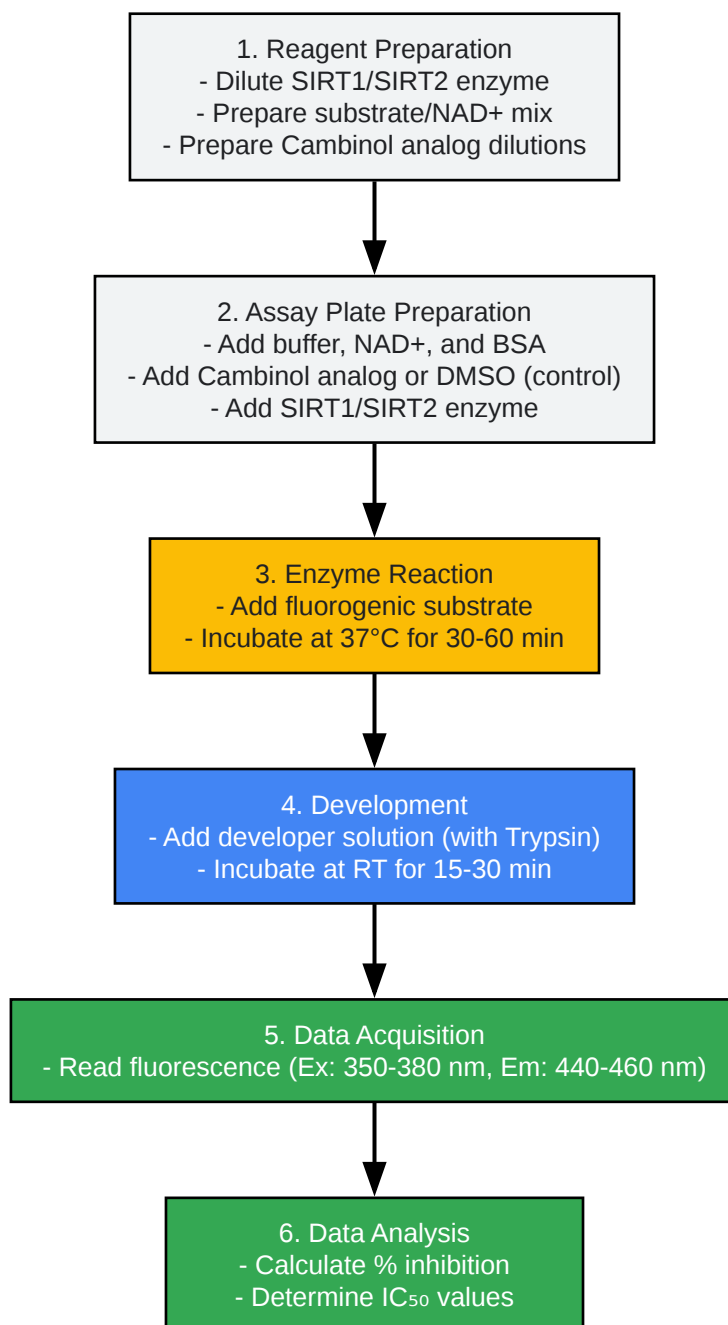 1. Reagent Preparation
- Dilute SIRT1/SIRT2 enzyme
- Prepare substrate/NAD+ mix
- Prepare Cambinol analog dilutions
2. Assay Plate Preparation
- Add buffer, NAD+, and BSA
- Add Cambinol analog or DMSO (control)
- Add SIRT1/SIRT2 enzyme
3. Enzyme Reaction
- Add fluorogenic substrate
- Incubate at 37°C for 30-60 min
4. Development
- Add developer solution (with Trypsin)
- Incubate at RT for 15-30 min
5. Data Acquisition
- Read fluorescence (Ex: 350-380 nm, Em: 440-460 nm)
6. Data Analysis
- Calculate % inhibition
- Determine IC₅₀ values